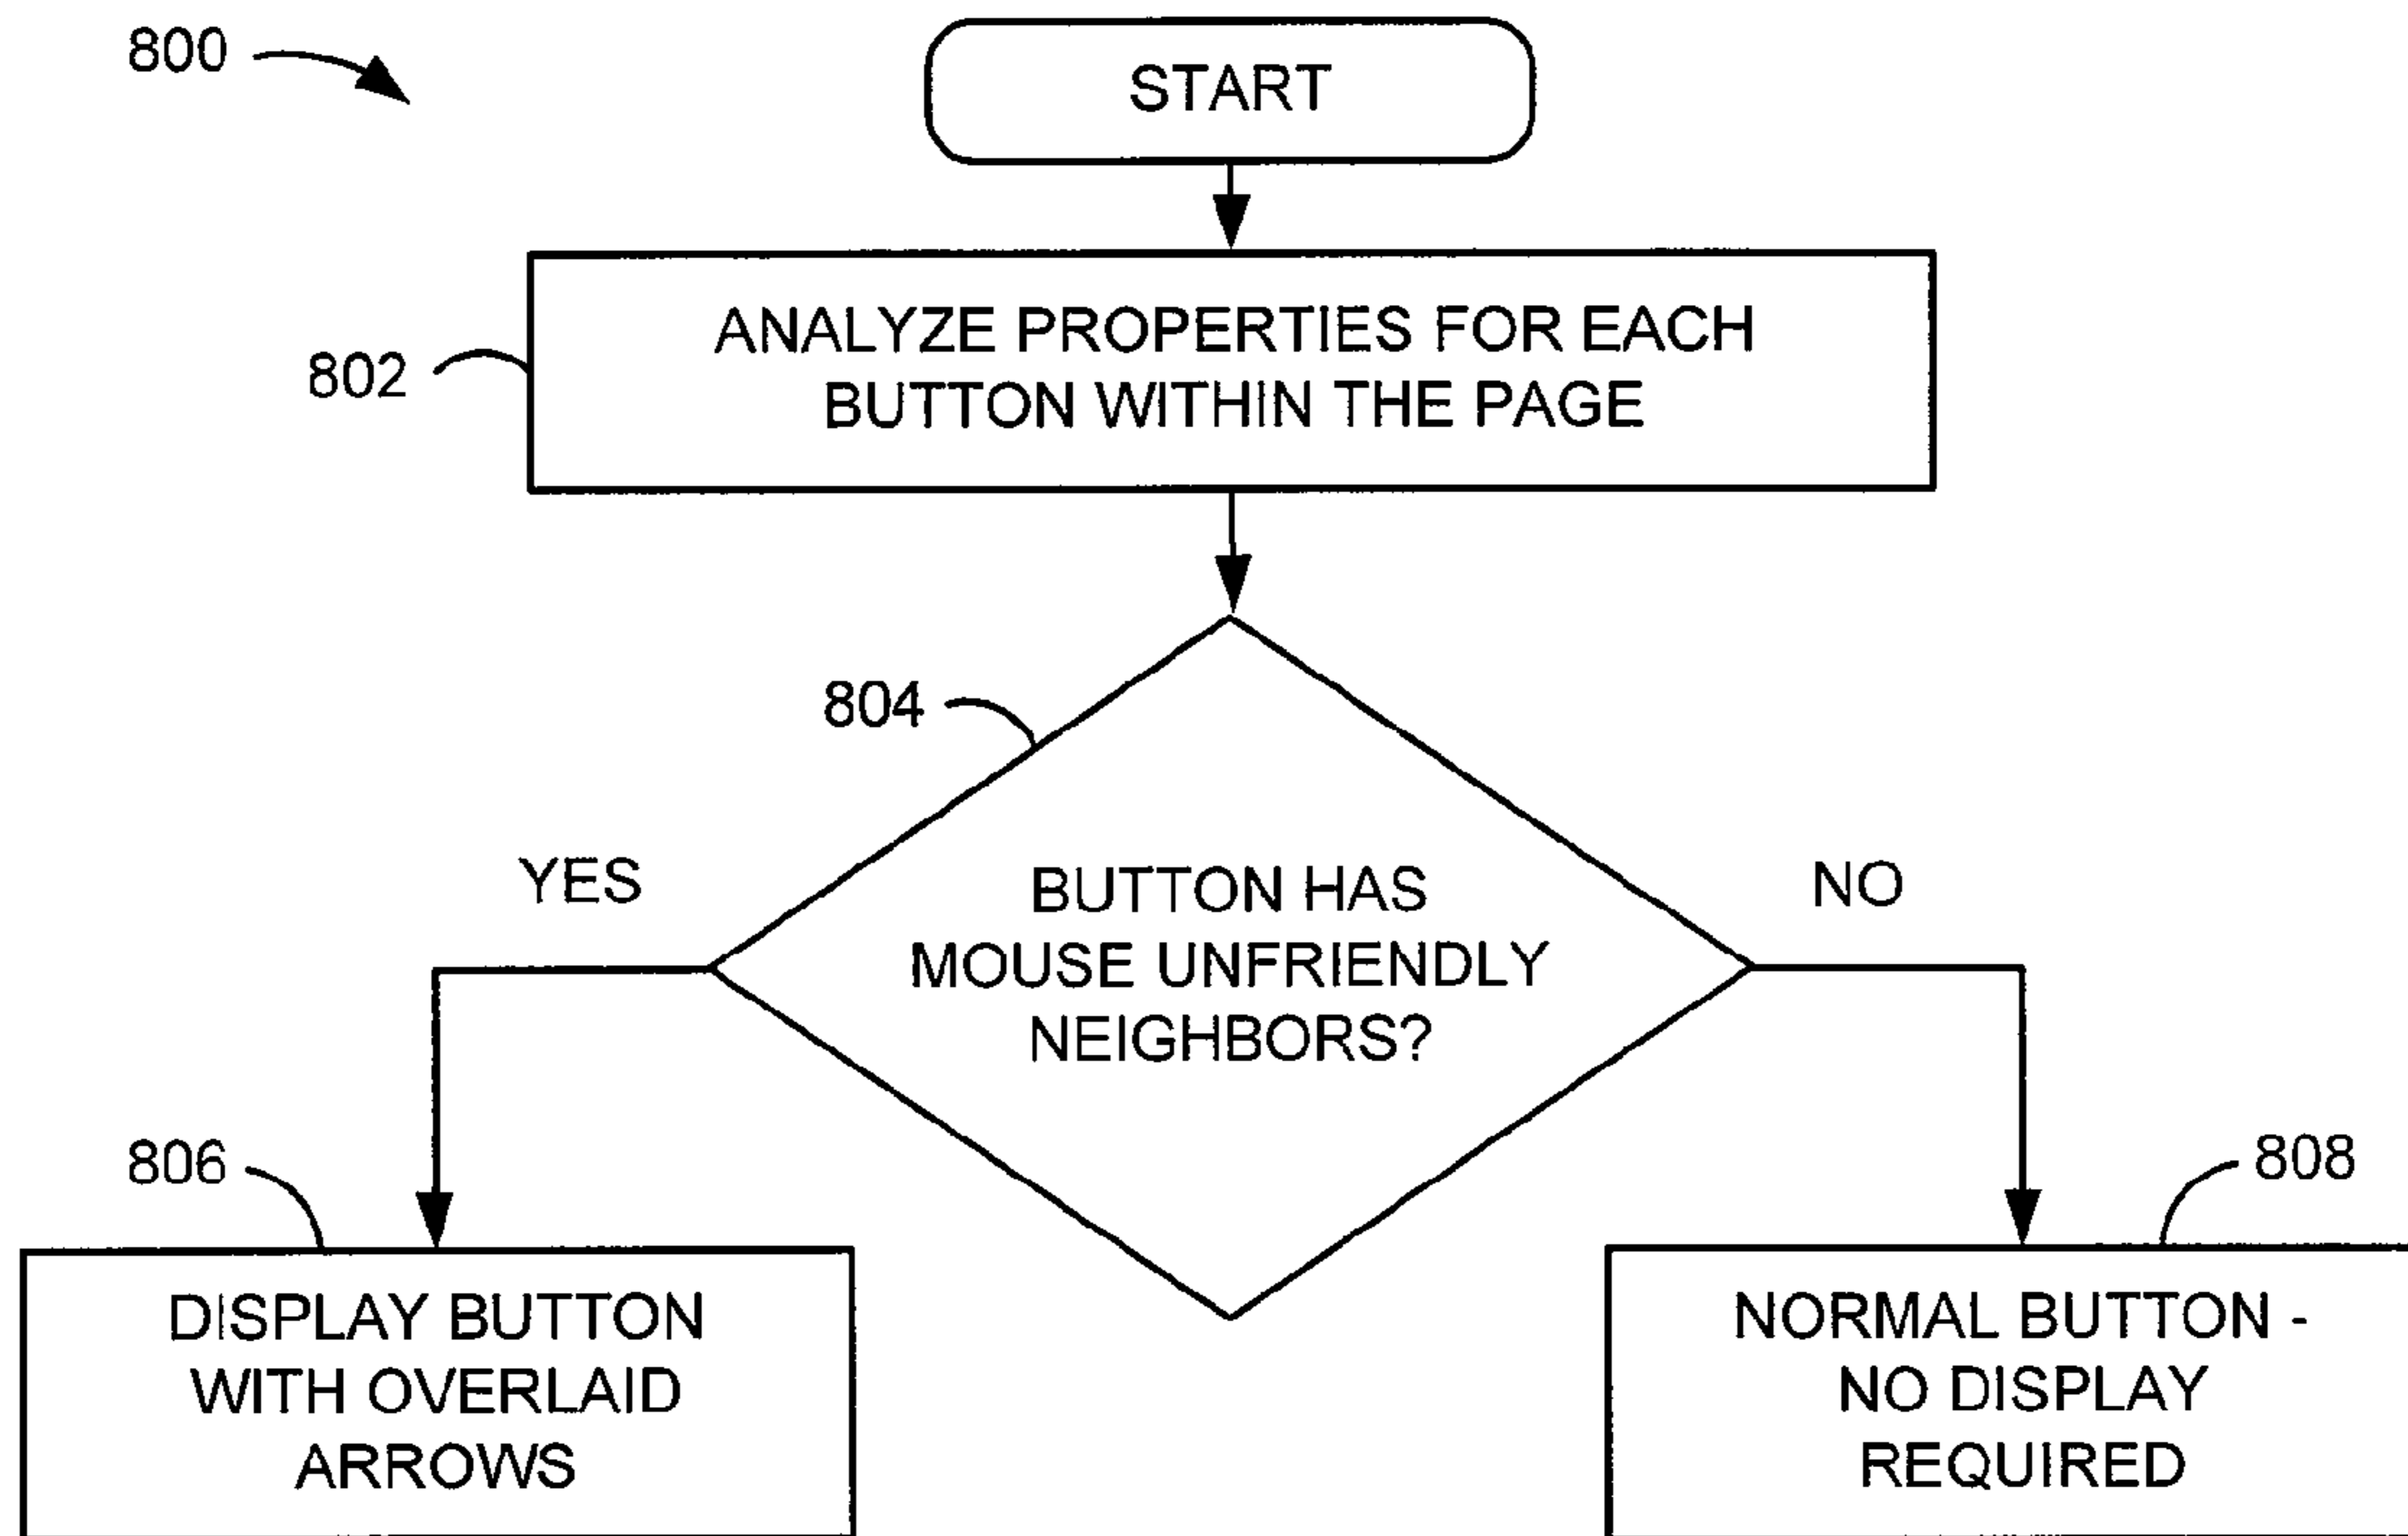 800
START
802
ANALYZE PROPERTIES FOR EACH
BUTTON WITHIN THE PAGE
804
YES
BUTTON HAS
MOUSE UNFRIENDLY
NEIGHBORS?
NO
806
DISPLAY BUTTON
WITH OVERLAID
ARROWS
808
NORMAL BUTTON -
NO DISPLAY
REQUIRED